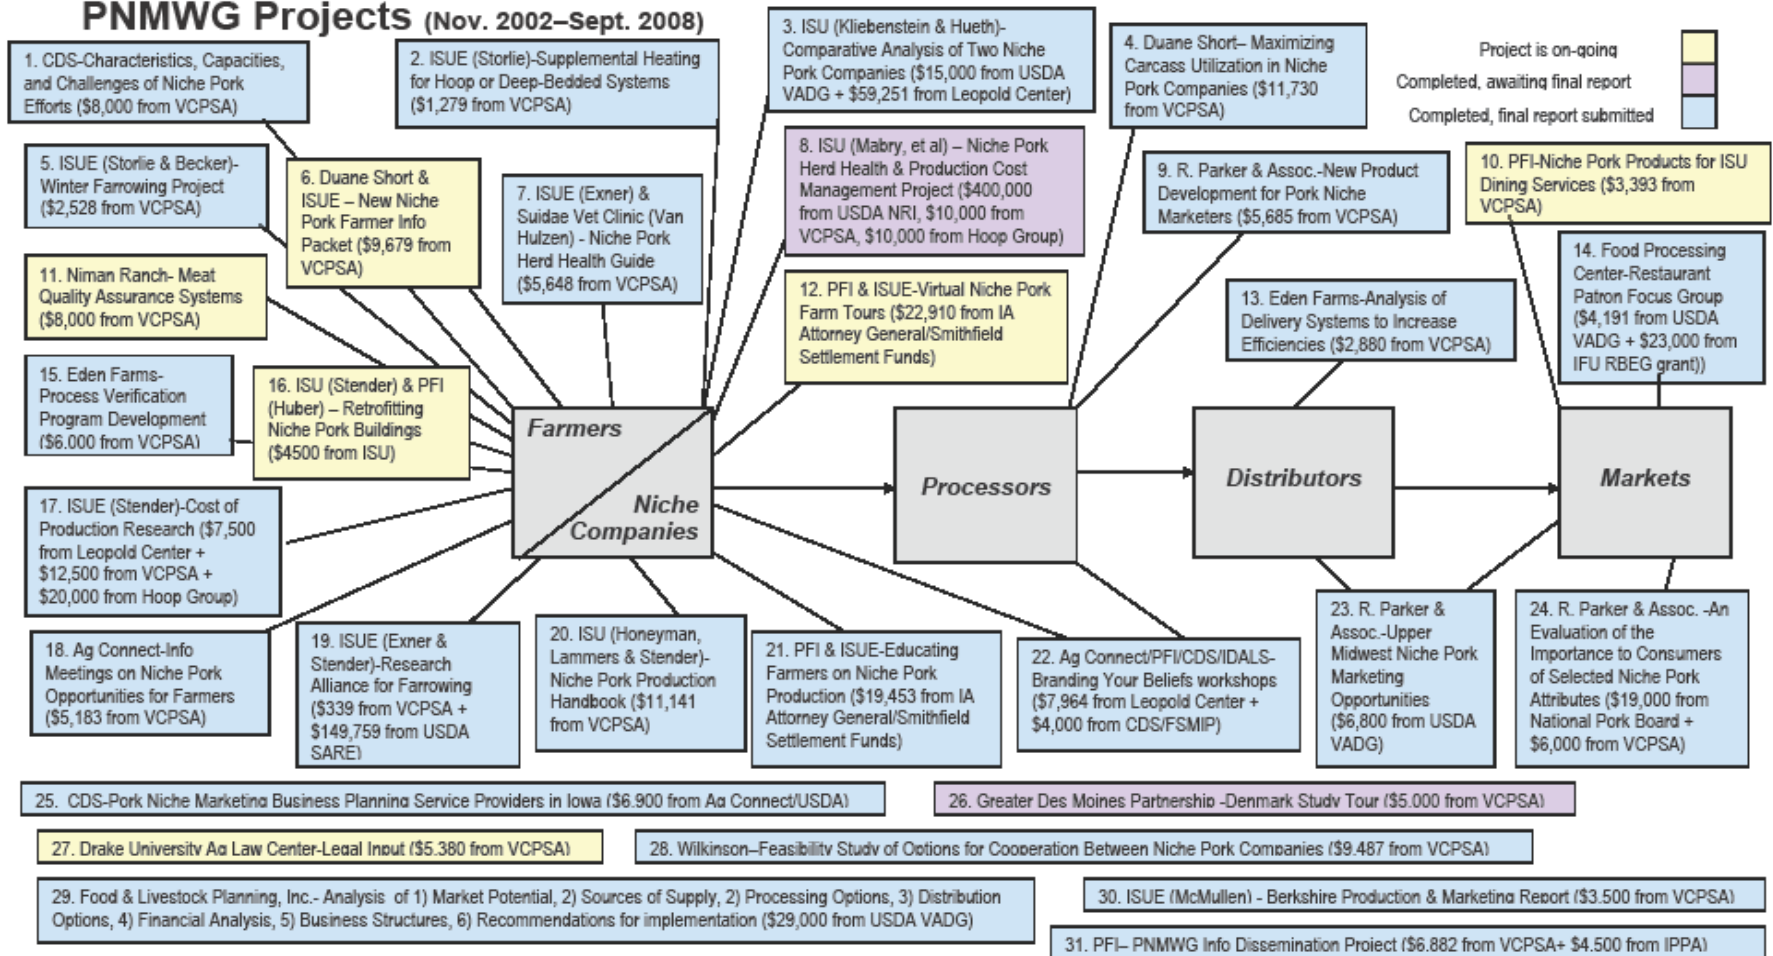 PNMWG Projects (Nov. 2002–Sept. 2008)
1. CDS-Characteristics, Capacities,
and Challenges of Niche Pork
Efforts ($8,000 from VCPSA)
2. ISUE (Storlie)-Supplemental Heating
for Hoop or Deep-Bedded Systems
($1,279 from VCPSA)
3. ISU (Kliebenstein & Hueth)-
Comparative Analysis of Two Niche
Pork Companies ($15,000 from USDA
VADG + $59,251 from Leopold Center)
4. Duane Short– Maximizing
Carcass Utilization in Niche
Pork Companies ($11,730
from VCPSA)
Project is on-going
Completed, awaiting final report
Completed, final report submitted
5. ISUE (Storlie & Becker)-
Winter Farrowing Project
($2,528 from VCPSA)
6. Duane Short &
ISUE – New Niche
Pork Farmer Info
Packet ($9,679 from
VCPSA)
7. ISUE (Exner) &
Suidae Vet Clinic (Van
Hulzen) - Niche Pork
Herd Health Guide
($5,648 from VCPSA)
8. ISU (Mabry, et al) – Niche Pork
Herd Health & Production Cost
Management Project ($400,000
from USDA NRI, $10,000 from
VCPSA, $10,000 from Hoop Group)
9. R. Parker & Assoc.-New Product
Development for Pork Niche
Marketers ($5,685 from VCPSA)
10. PFI-Niche Pork Products for ISU
Dining Services ($3,393 from
VCPSA)
11. Niman Ranch- Meat
Quality Assurance Systems
($8,000 from VCPSA)
12. PFI & ISUE-Virtual Niche Pork
Farm Tours ($22,910 from IA
Attorney General/Smithfield
Settlement Funds)
13. Eden Farms-Analysis of
Delivery Systems to Increase
Efficiencies ($2,880 from VCPSA)
14. Food Processing
Center-Restaurant
Patron Focus Group
($4,191 from USDA
VADG + $23,000 from
IFU RBEG grant))
15. Eden Farms-
Process Verification
Program Development
($6,000 from VCPSA)
16. ISU (Stender) & PFI
(Huber) – Retrofitting
Niche Pork Buildings
($4500 from ISU)
Farmers
Niche
Companies
Processors
Distributors
Markets
17. ISUE (Stender)-Cost of
Production Research ($7,500
from Leopold Center +
$12,500 from VCPSA +
$20,000 from Hoop Group)
18. Ag Connect-Info
Meetings on Niche Pork
Opportunities for Farmers
($5,183 from VCPSA)
19. ISUE (Exner &
Stender)-Research
Alliance for Farrowing
($339 from VCPSA +
$149,759 from USDA
SARE)
20. ISU (Honeyman,
Lammers & Stender)-
Niche Pork Production
Handbook ($11,141
from VCPSA)
21. PFI & ISUE-Educating
Farmers on Niche Pork
Production ($19,453 from IA
Attorney General/Smithfield
Settlement Funds)
22. Ag Connect/PFI/CDS/IDALS-
Branding Your Beliefs workshops
($7,964 from Leopold Center +
$4,000 from CDS/FSMIP)
23. R. Parker &
Assoc.-Upper
Midwest Niche Pork
Marketing
Opportunities
($6,800 from USDA
VADG)
24. R. Parker & Assoc. -An
Evaluation of the
Importance to Consumers
of Selected Niche Pork
Attributes ($19,000 from
National Pork Board +
$6,000 from VCPSA)
25. CDS-Pork Niche Marketing Business Planning Service Providers in Iowa ($6,900 from Ag Connect/USDA)
26. Greater Des Moines Partnership -Denmark Study Tour ($5,000 from VCPSA)
27. Drake University Ag Law Center-Legal Input ($5,380 from VCPSA)
28. Wilkinson–Feasibility Study of Options for Cooperation Between Niche Pork Companies ($9,487 from VCPSA)
29. Food & Livestock Planning, Inc.- Analysis of 1) Market Potential, 2) Sources of Supply, 2) Processing Options, 3) Distribution
Options, 4) Financial Analysis, 5) Business Structures, 6) Recommendations for implementation ($29,000 from USDA VADG)
30. ISUE (McMullen) - Berkshire Production & Marketing Report ($3,500 from VCPSA)
31. PFI– PNMWG Info Dissemination Project ($6,882 from VCPSA+ $4,500 from IPPA)